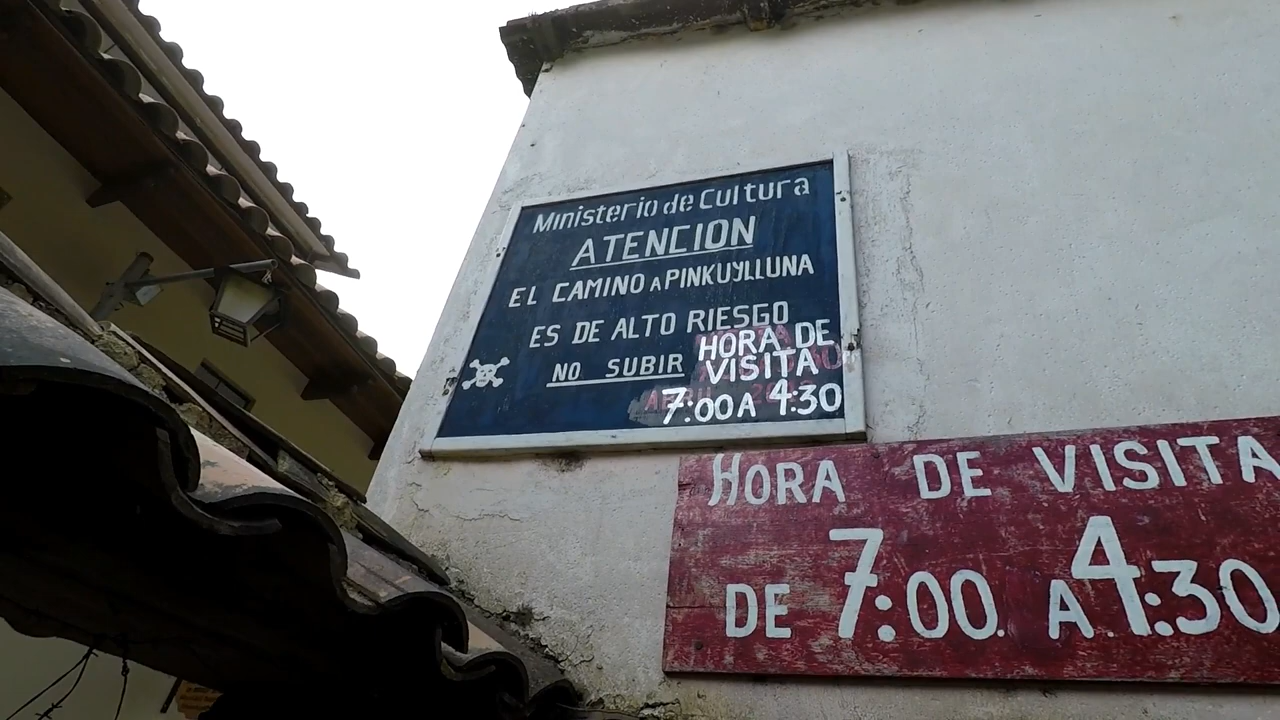 Ministerio de Cultura
ATENCION
EL CAMINO A PINKUYLLUNA
ES DE ALTO RIESGO
NO SUBIR
HORA DE
VISITA
7:00 A 4:30
HORA DE VISITA
DE 7:00. A 4:30